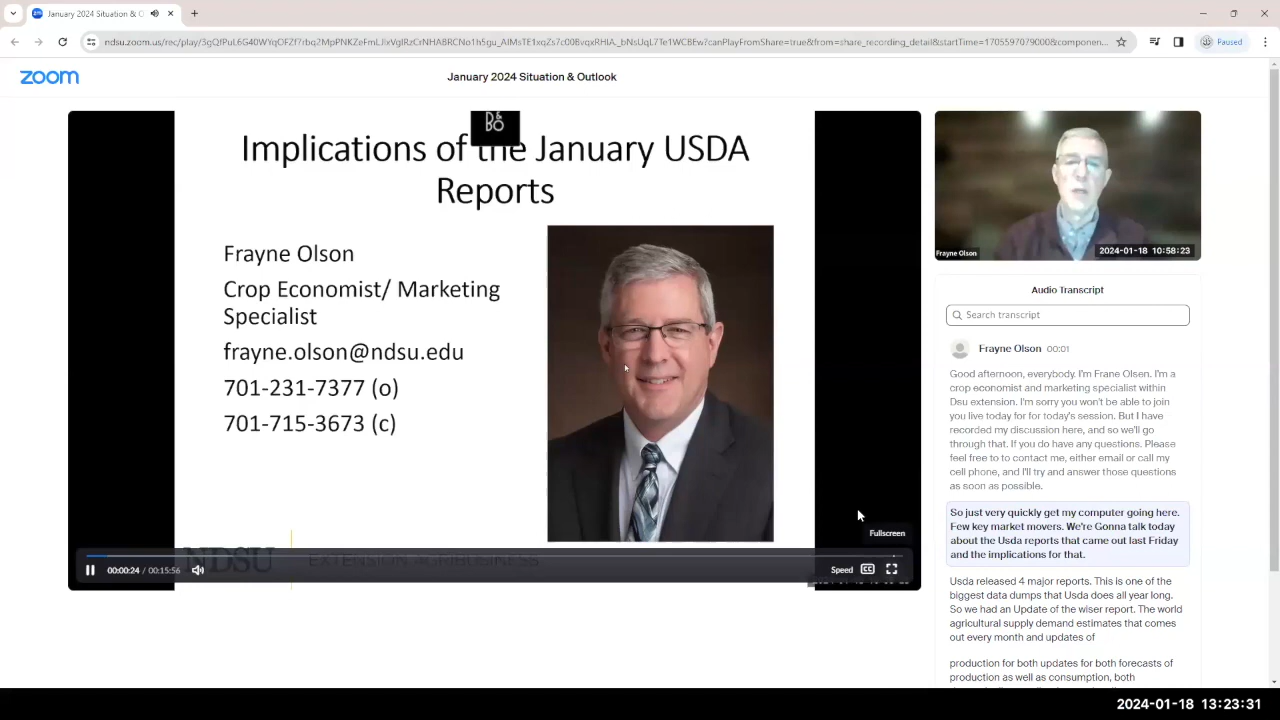 January 2024 Situation & O
ndsu.zoom.us/rec/play/
Paused
zoom
January 2024 Situation & Outlook
Implications of the January USDA
Reports
Frayne Olson
Crop Economist/ Marketing
Specialist
frayne.olson@ndsu.edu
701-231-7377 (o)
701-715-3673 (c)
NDSU
EXTENSION AGRIBUSINESS
Fullscreen
00:00:24 / 00:15:56
Speed
CC
Frayne Olson
2024-01-18 10:58:23
Audio Transcript
Search transcript
Frayne Olson 00:01
Good afternoon, everybody. I'm Frane Olsen. I'm a
crop economist and marketing specialist within
Dsu extension. I'm sorry you won't be able to join
you live today for for today's session. But I have
recorded my discussion here, and so we'll go
through that. If you do have any questions. Please
feel free to to contact me, either email or call my
cell phone, and I'll try and answer those questions
as soon as possible.
So just very quickly get my computer going here.
Few key market movers. We're Gonna talk today
about the Usda reports that came out last Friday
and the implications for that.
Usda released 4 major reports. This is one of the
biggest data dumps that Usda does all year long.
So we had an Update of the wiser report. The world
agricultural supply demand estimates that comes
out every month and updates of
production for both updates for both forecasts of
production as well as consumption, both
2024-01-18 13:23:31